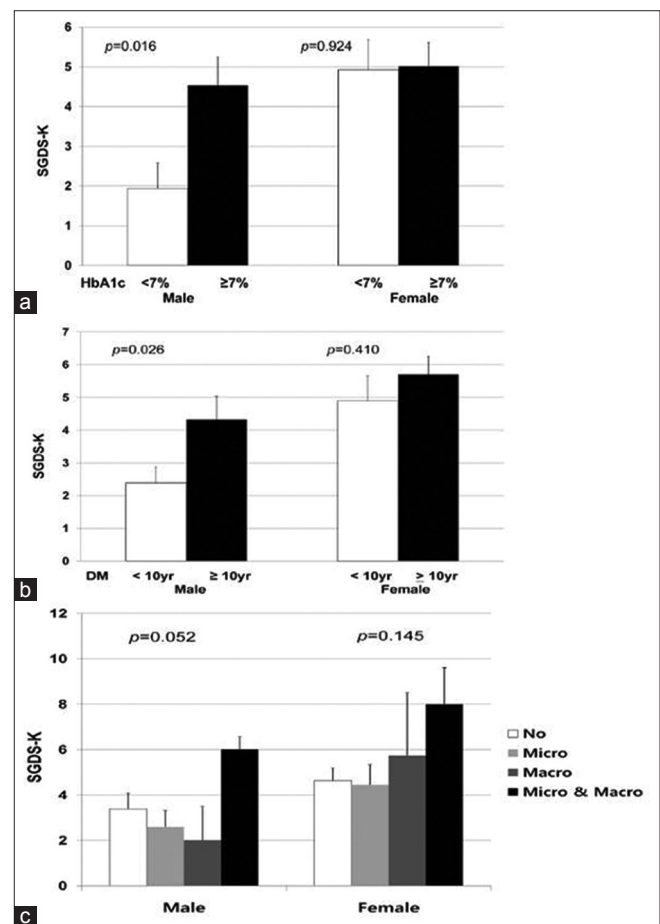 p=0.016 p=0.924
6
5
4
3
2
1
0
SGDS-K
HbA1c <7% ≥7% <7% ≥7%
Male Female
a
p=0.026 p=0.410
7
6
5
4
3
2
1
0
SGDS-K
DM < 10yr ≥ 10yr < 10yr ≥ 10yr
Male Female
b
p=0.052 p=0.145
12
10
8
6
4
2
0
SGDS-K
No
Micro
Macro
Micro & Macro
Male Female
c